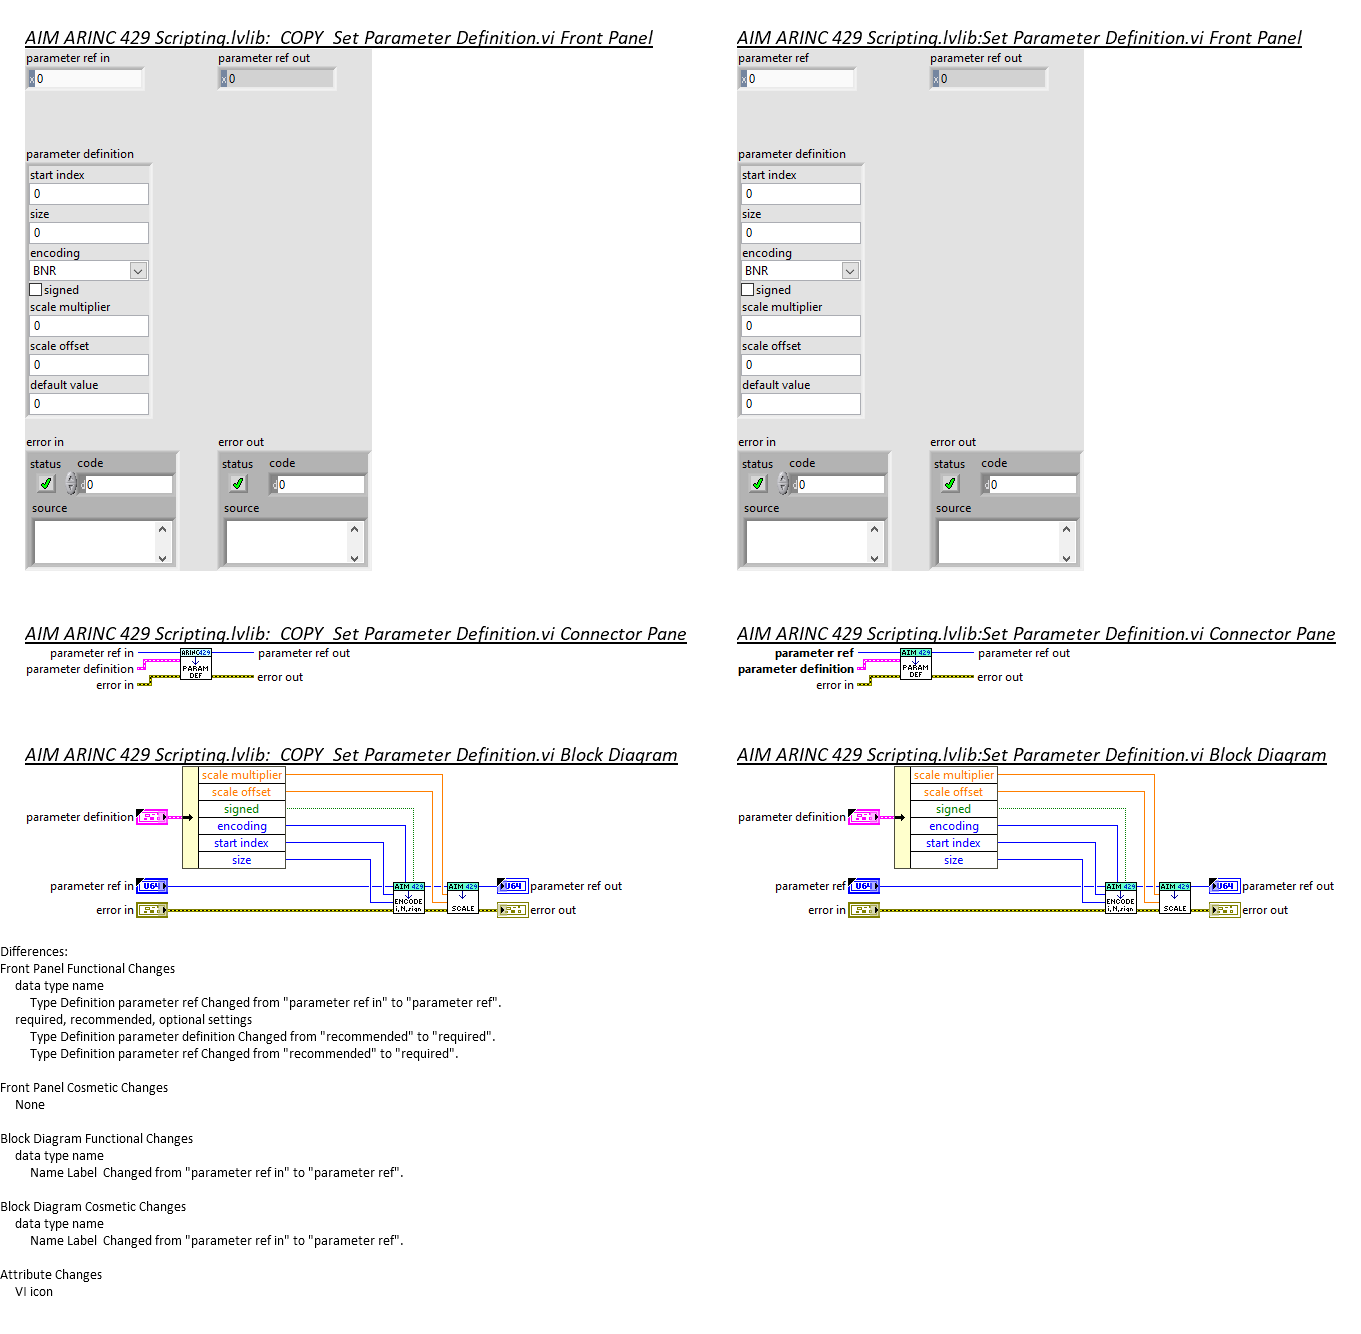 AIM ARINC 429 Scripting.lvlib:_COPY_Set Parameter Definition.vi Front Panel
parameter ref in
parameter ref out
x 0
x 0
parameter definition
start index
0
size
0
encoding
BNR
signed
scale multiplier
0
scale offset
0
default value
0
error in
error out
status
code
status
code
d 0
d 0
source
source
AIM ARINC 429 Scripting.lvlib:Set Parameter Definition.vi Front Panel
parameter ref
parameter ref out
x 0
x 0
parameter definition
start index
0
size
0
encoding
BNR
signed
scale multiplier
0
scale offset
0
default value
0
error in
error out
status
code
status
code
d 0
d 0
source
source
AIM ARINC 429 Scripting.lvlib:_COPY_Set Parameter Definition.vi Connector Pane
parameter ref in
parameter definition
error in
ARINC429
PARAM
DEF
parameter ref out
error out
AIM ARINC 429 Scripting.lvlib:Set Parameter Definition.vi Connector Pane
parameter ref
parameter definition
error in
AIM 429
PARAM
DEF
parameter ref out
error out
AIM ARINC 429 Scripting.lvlib:_COPY_Set Parameter Definition.vi Block Diagram
scale multiplier
scale offset
signed
encoding
start index
size
parameter definition
parameter ref in
U64
AIM 429
ENCODE
i,N,sign
AIM 429
SCALE
U64
parameter ref out
error in
error out
AIM ARINC 429 Scripting.lvlib:Set Parameter Definition.vi Block Diagram
scale multiplier
scale offset
signed
encoding
start index
size
parameter definition
parameter ref
U64
AIM 429
ENCODE
i,N,sign
AIM 429
SCALE
U64
parameter ref out
error in
error out
Differences:
Front Panel Functional Changes
data type name
Type Definition parameter ref Changed from "parameter ref in" to "parameter ref".
required, recommended, optional settings
Type Definition parameter definition Changed from "recommended" to "required".
Type Definition parameter ref Changed from "recommended" to "required".
Front Panel Cosmetic Changes
None
Block Diagram Functional Changes
data type name
Name Label  Changed from "parameter ref in" to "parameter ref".
Block Diagram Cosmetic Changes
data type name
Name Label  Changed from "parameter ref in" to "parameter ref".
Attribute Changes
VI icon